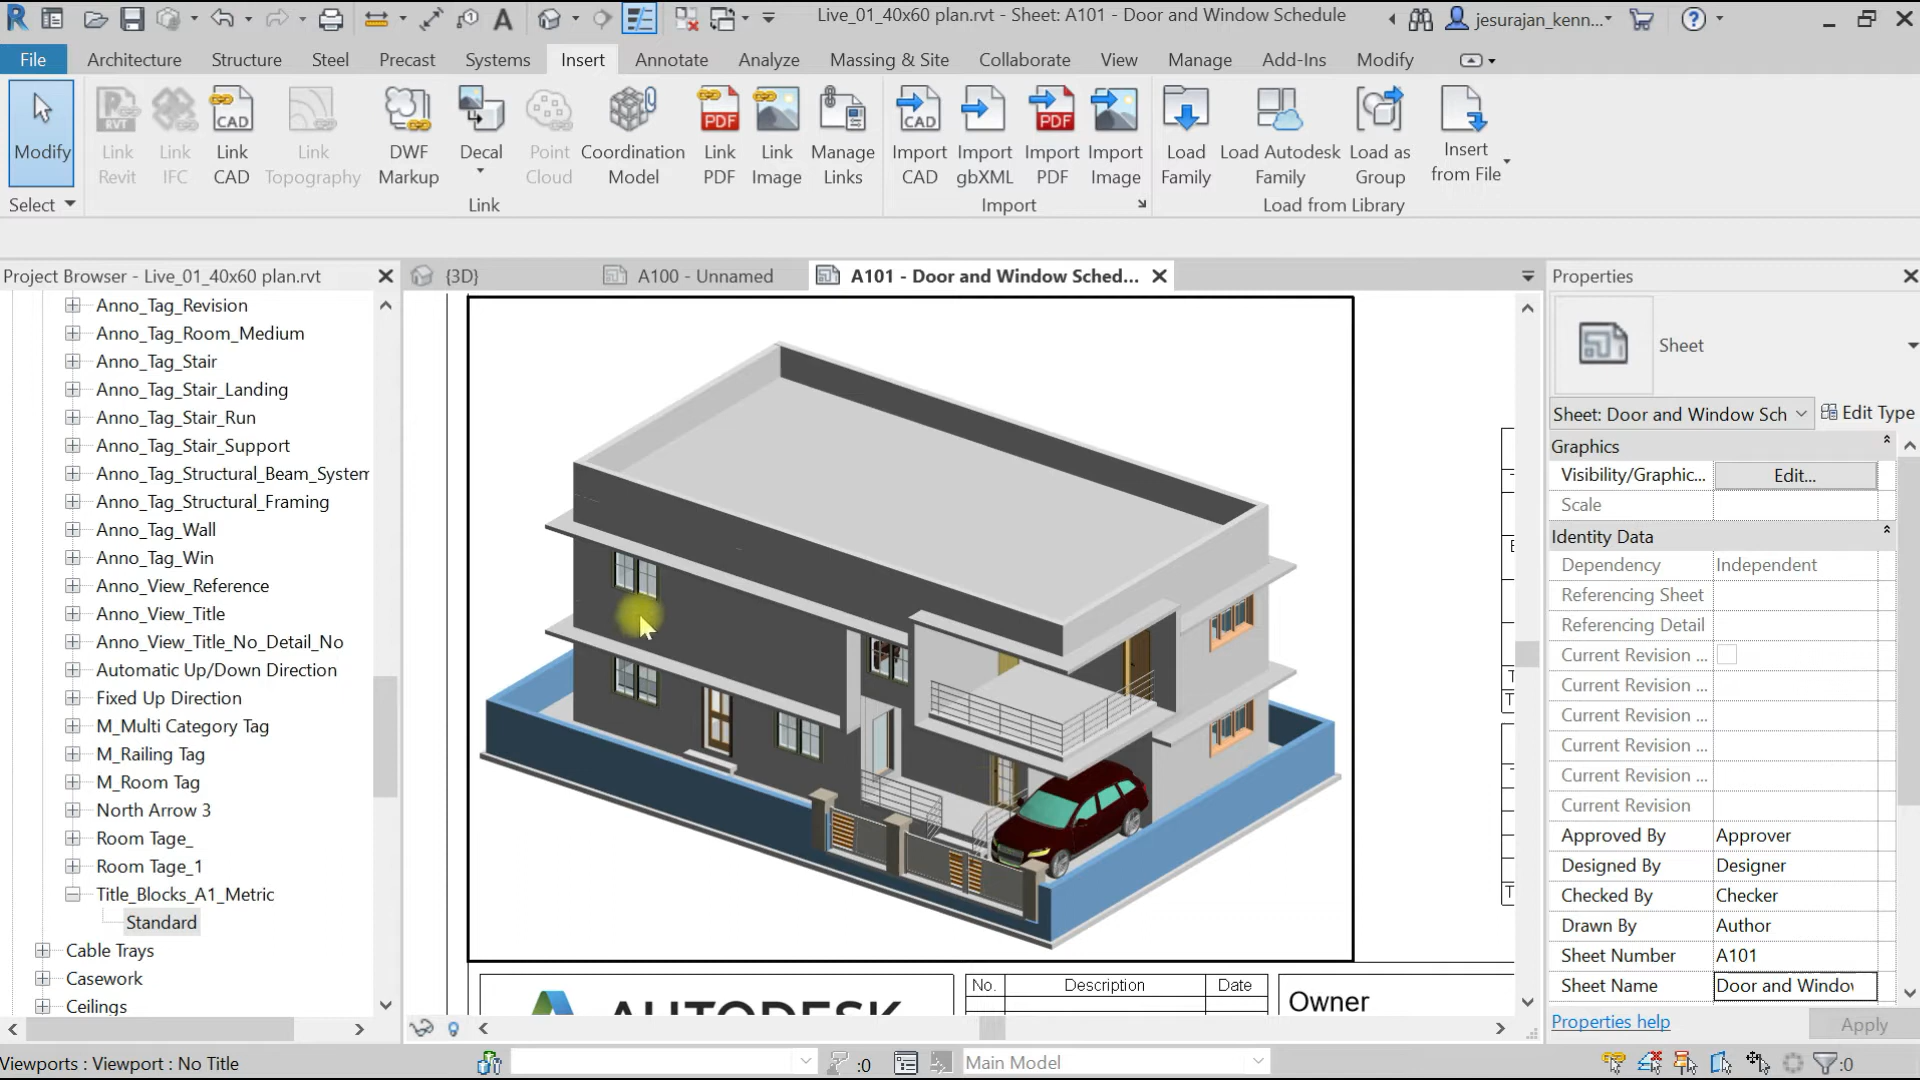 Live_01_40x60 plan.rvt - Sheet: A101 - Door and Window Schedule
jesurajan_kenn...
File
Architecture
Structure
Steel
Precast
Systems
Insert
Annotate
Analyze
Massing & Site
Collaborate
View
Manage
Add-Ins
Modify
Modify
Link
Revit
Link
IFC
Link
CAD
Link
Topography
DWF
Markup
Decal
Point
Cloud
Coordination
Model
Link
PDF
Link
Image
Manage
Links
Import
CAD
Import
gbXML
Import
PDF
Import
Image
Load
Family
Load Autodesk
Family
Load as
Group
Insert
from File
Select
Link
Import
Load from Library
Project Browser - Live_01_40x60 plan.rvt
{3D}
A100 - Unnamed
A101 - Door and Window Sched...
Properties
Anno_Tag_Revision
Anno_Tag_Room_Medium
Anno_Tag_Stair
Anno_Tag_Stair_Landing
Anno_Tag_Stair_Run
Anno_Tag_Stair_Support
Anno_Tag_Structural_Beam_System
Anno_Tag_Structural_Framing
Anno_Tag_Wall
Anno_Tag_Win
Anno_View_Reference
Anno_View_Title
Anno_View_Title_No_Detail_No
Automatic Up/Down Direction
Fixed Up Direction
M_Multi Category Tag
M_Railing Tag
M_Room Tag
North Arrow 3
Room Tage_
Room Tage_1
Title_Blocks_A1_Metric
Standard
Cable Trays
Casework
Ceilings
AUTODESK
No.
Description
Date
Owner
Sheet
Sheet: Door and Window Sch
Edit Type
Graphics
Visibility/Graphic...
Edit...
Scale
Identity Data
Dependency
Independent
Referencing Sheet
Referencing Detail
Current Revision ...
Current Revision ...
Current Revision ...
Current Revision ...
Current Revision ...
Current Revision
Approved By
Approver
Designed By
Designer
Checked By
Checker
Drawn By
Author
Sheet Number
A101
Sheet Name
Door and Windov
Properties help
Apply
Viewports : Viewport : No Title
:0
Main Model
:0